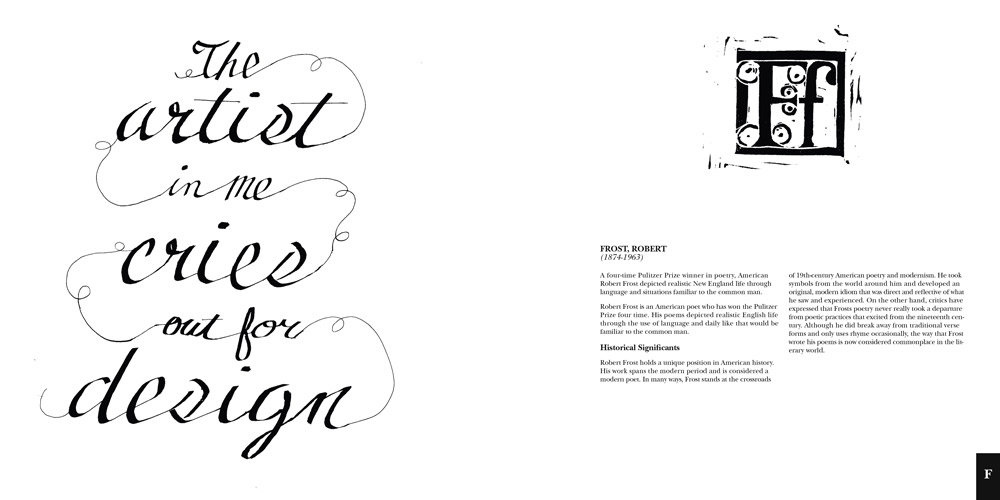 The
artist
in me
cries
out for
design
Ff
FROST, ROBERT
(1874-1963)
A four-time Pulitzer Prize winner in poetry, American
Robert Frost depicted realistic New England life through
language and situations familiar to the common man.
Robert Frost is an American poet who has won the Pulitzer
Prize four time. His poems depicted realistic English life
through the use of language and daily like that would be
familiar to the common man.
Historical Significants
Robert Frost holds a unique position in American history.
His work spans the modern period and is considered a
modern poet. In many ways, Frost stands at the crossroads
of 19th-century American poetry and modernism. He took
symbols from the world around him and developed an
original, modern idiom that was direct and reflective of what
he saw and experienced. On the other hand, critics have
expressed that Frosts poetry never really took a departure
from poetic practices that excited from the nineteenth cen-
tury. Although he did break away from traditional verse
forms and only uses rhyme occasionally, the way that Frost
wrote his poems is now considered commonplace in the lit-
erary world.
F